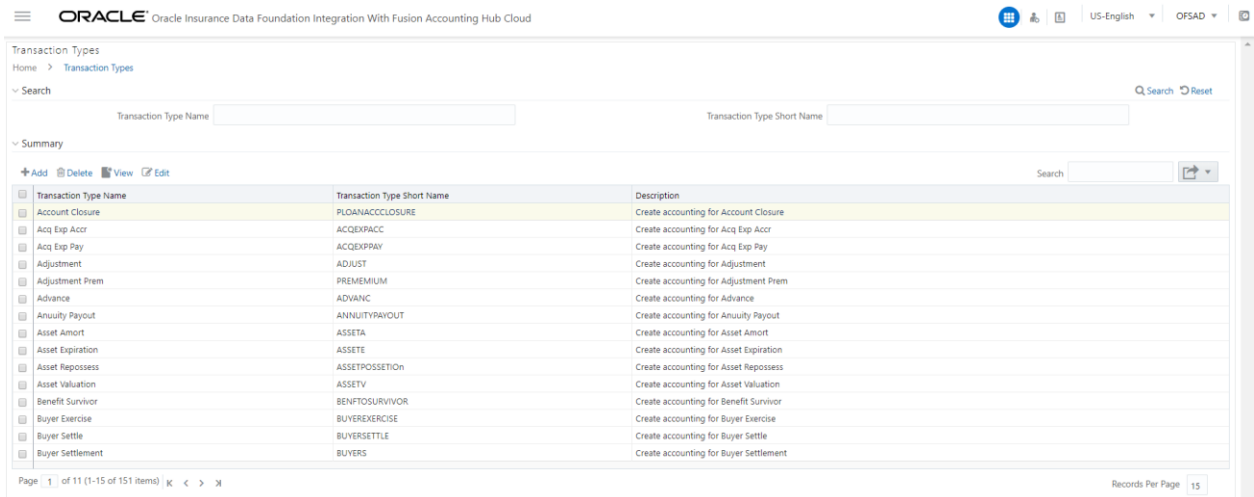 ORACLE® Oracle Insurance Data Foundation Integration With Fusion Accounting Hub Cloud US-English OFSAD
Transaction Types
Home > Transaction Types
Search Search Reset
Transaction Type Name Transaction Type Short Name
Summary
Add Delete View Edit Search
Transaction Type Name Transaction Type Short Name Description
Account Closure PLOANACCCLOSURE Create accounting for Account Closure
Acq Exp Accr ACQEXPACC Create accounting for Acq Exp Accr
Acq Exp Pay ACQEXPPAY Create accounting for Acq Exp Pay
Adjustment ADJUST Create accounting for Adjustment
Adjustment Prem PREMEMIUM Create accounting for Adjustment Prem
Advance ADVANC Create accounting for Advance
Anuuity Payout ANNUITYPAYOUT Create accounting for Anuuity Payout
Asset Amort ASSETA Create accounting for Asset Amort
Asset Expiration ASSETE Create accounting for Asset Expiration
Asset Repossess ASSETPOSSETIOn Create accounting for Asset Repossess
Asset Valuation ASSETV Create accounting for Asset Valuation
Benefit Survivor BENFTOSURVIVOR Create accounting for Benefit Survivor
Buyer Exercise BUYEREXERCISE Create accounting for Buyer Exercise
Buyer Settle BUYERSETTLE Create accounting for Buyer Settle
Buyer Settlement BUYERS Create accounting for Buyer Settlement
Page 1 of 11 (1-15 of 151 items) Records Per Page 15